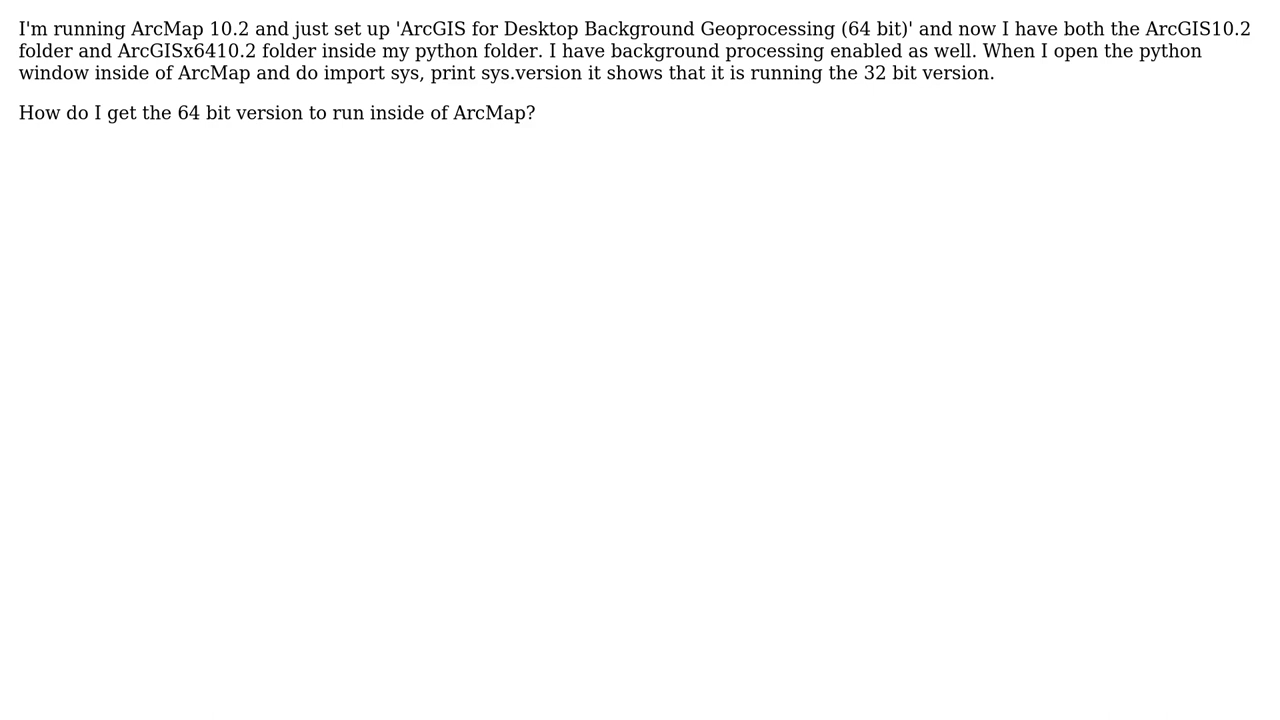 I'm running ArcMap 10.2 and just set up 'ArcGIS for Desktop Background Geoprocessing (64 bit)' and now I have both the ArcGIS10.2
folder and ArcGISx6410.2 folder inside my python folder. I have background processing enabled as well. When I open the python
window inside of ArcMap and do import sys, print sys.version it shows that it is running the 32 bit version.
How do I get the 64 bit version to run inside of ArcMap?